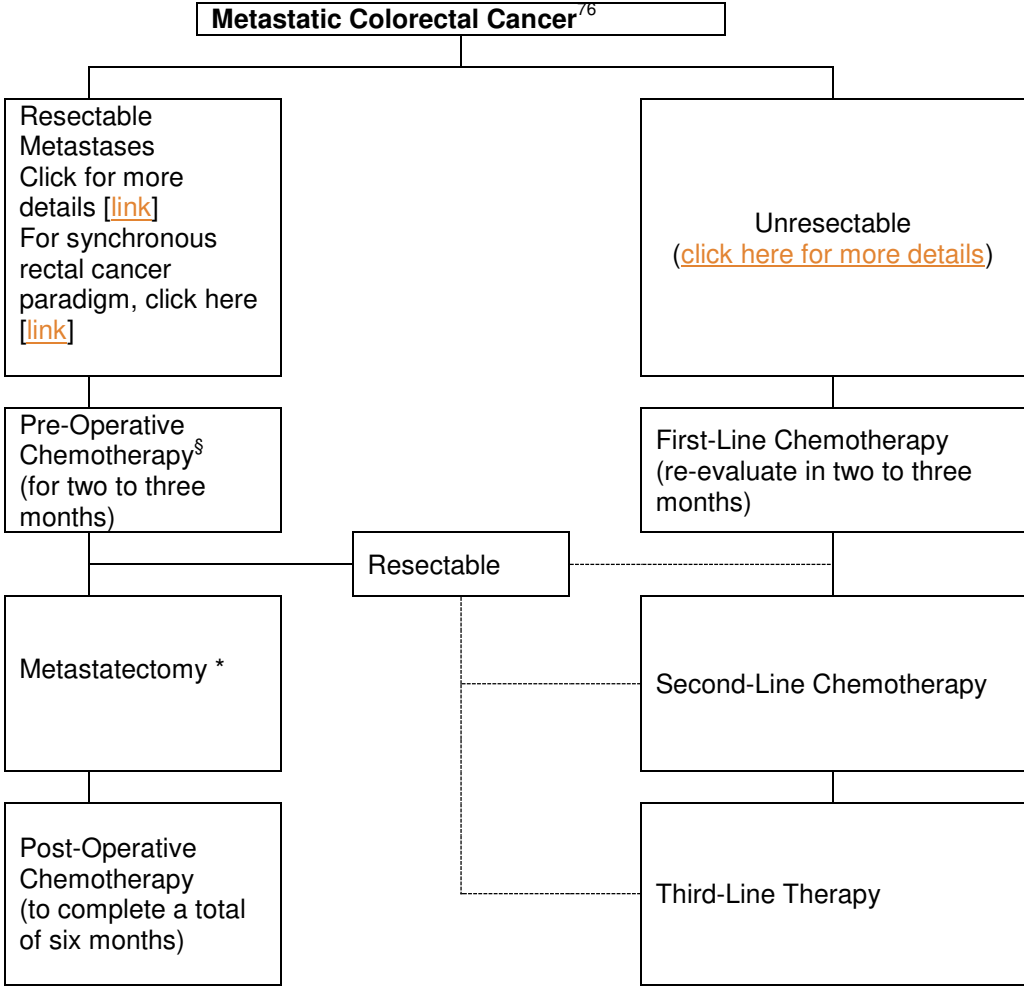 Metastatic Colorectal Cancer76
Resectable
Metastases
Click for more
details [link]
For synchronous
rectal cancer
paradigm, click here
[link]
Unresectable
(click here for more details)
Pre-Operative
Chemotherapy§
(for two to three
months)
First-Line Chemotherapy
(re-evaluate in two to three
months)
Resectable
Metastatectomy *
Second-Line Chemotherapy
Post-Operative
Chemotherapy
(to complete a total
of six months)
Third-Line Therapy